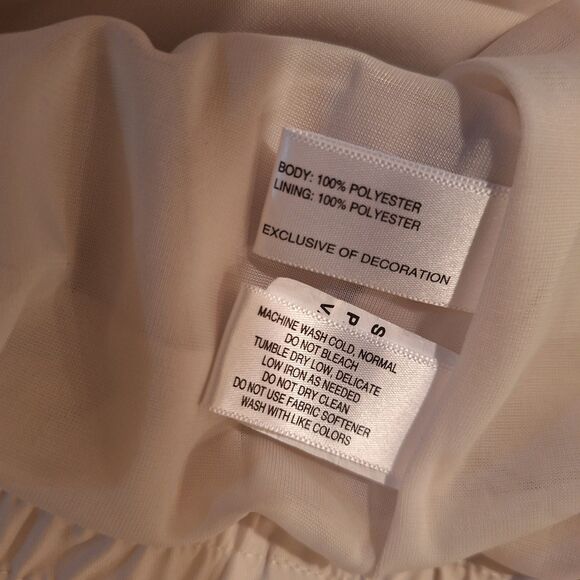 BODY: 100% POLYESTER
LINING: 100% POLYESTER
EXCLUSIVE OF DECORATION
S
P
MACHINE WASH COLD, NORMAL
DO NOT BLEACH
TUMBLE DRY LOW, DELICATE
LOW IRON AS NEEDED
DO NOT DRY CLEAN
DO NOT USE FABRIC SOFTENER
WASH WITH LIKE COLORS